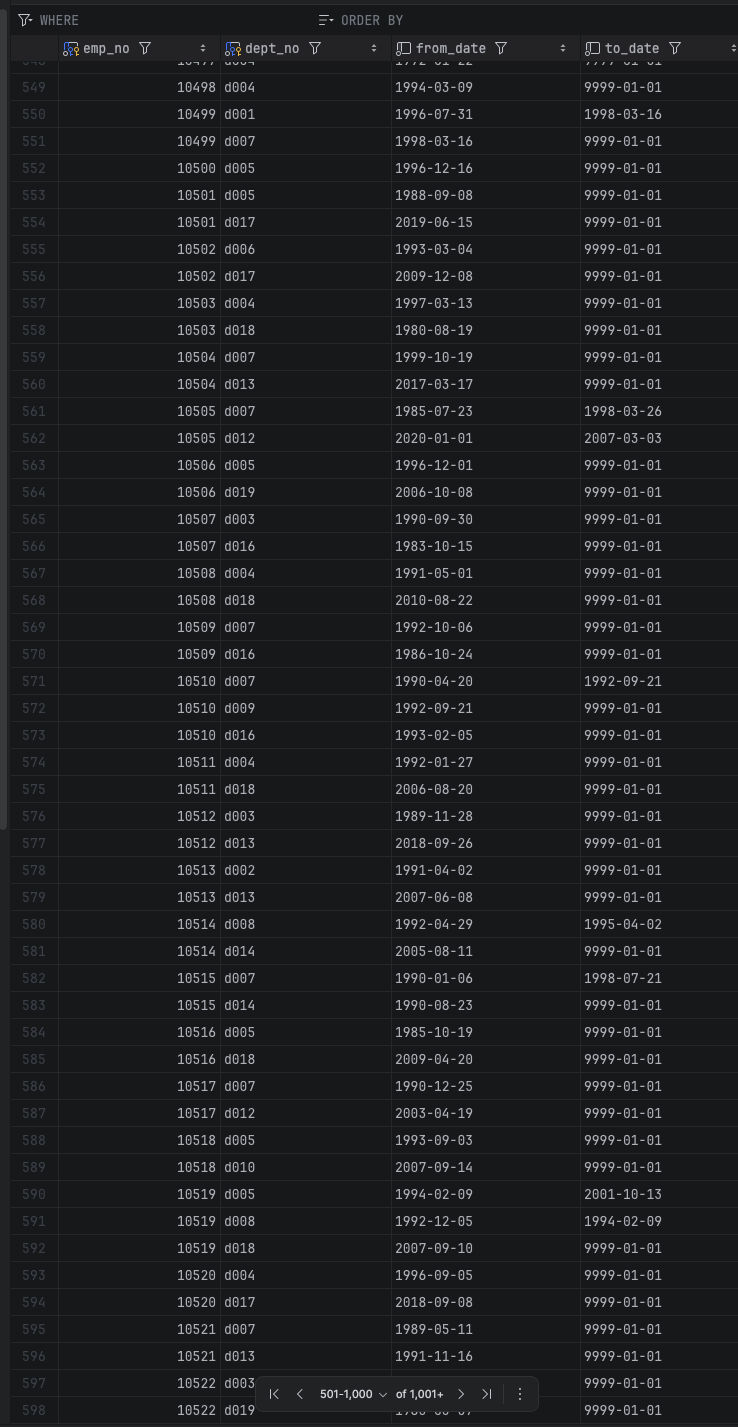 WHERE ORDER BY
emp_no dept_no from_date to_date
549 10498 d004 1994-03-09 9999-01-01
550 10499 d001 1996-07-31 1998-03-16
551 10499 d007 1998-03-16 9999-01-01
552 10500 d005 1996-12-16 9999-01-01
553 10501 d005 1988-09-08 9999-01-01
554 10501 d017 2019-06-15 9999-01-01
555 10502 d006 1993-03-04 9999-01-01
556 10502 d017 2009-12-08 9999-01-01
557 10503 d004 1997-03-13 9999-01-01
558 10503 d018 1980-08-19 9999-01-01
559 10504 d007 1999-10-19 9999-01-01
560 10504 d013 2017-03-17 9999-01-01
561 10505 d007 1985-07-23 1998-03-26
562 10505 d012 2020-01-01 2007-03-03
563 10506 d005 1996-12-01 9999-01-01
564 10506 d019 2006-10-08 9999-01-01
565 10507 d003 1990-09-30 9999-01-01
566 10507 d016 1983-10-15 9999-01-01
567 10508 d004 1991-05-01 9999-01-01
568 10508 d018 2010-08-22 9999-01-01
569 10509 d007 1992-10-06 9999-01-01
570 10509 d016 1986-10-24 9999-01-01
571 10510 d007 1990-04-20 1992-09-21
572 10510 d009 1992-09-21 9999-01-01
573 10510 d016 1993-02-05 9999-01-01
574 10511 d004 1992-01-27 9999-01-01
575 10511 d018 2006-08-20 9999-01-01
576 10512 d003 1989-11-28 9999-01-01
577 10512 d013 2018-09-26 9999-01-01
578 10513 d002 1991-04-02 9999-01-01
579 10513 d013 2007-06-08 9999-01-01
580 10514 d008 1992-04-29 1995-04-02
581 10514 d014 2005-08-11 9999-01-01
582 10515 d007 1990-01-06 1998-07-21
583 10515 d014 1990-08-23 9999-01-01
584 10516 d005 1985-10-19 9999-01-01
585 10516 d018 2009-04-20 9999-01-01
586 10517 d007 1990-12-25 9999-01-01
587 10517 d012 2003-04-19 9999-01-01
588 10518 d005 1993-09-03 9999-01-01
589 10518 d010 2007-09-14 9999-01-01
590 10519 d005 1994-02-09 2001-10-13
591 10519 d008 1992-12-05 1994-02-09
592 10519 d018 2007-09-10 9999-01-01
593 10520 d004 1996-09-05 9999-01-01
594 10520 d017 2018-09-08 9999-01-01
595 10521 d007 1989-05-11 9999-01-01
596 10521 d013 1991-11-16 9999-01-01
597 10522 d003 9999-01-01
501-1,000 of 1,001+
598 10522 d019 9999-01-01